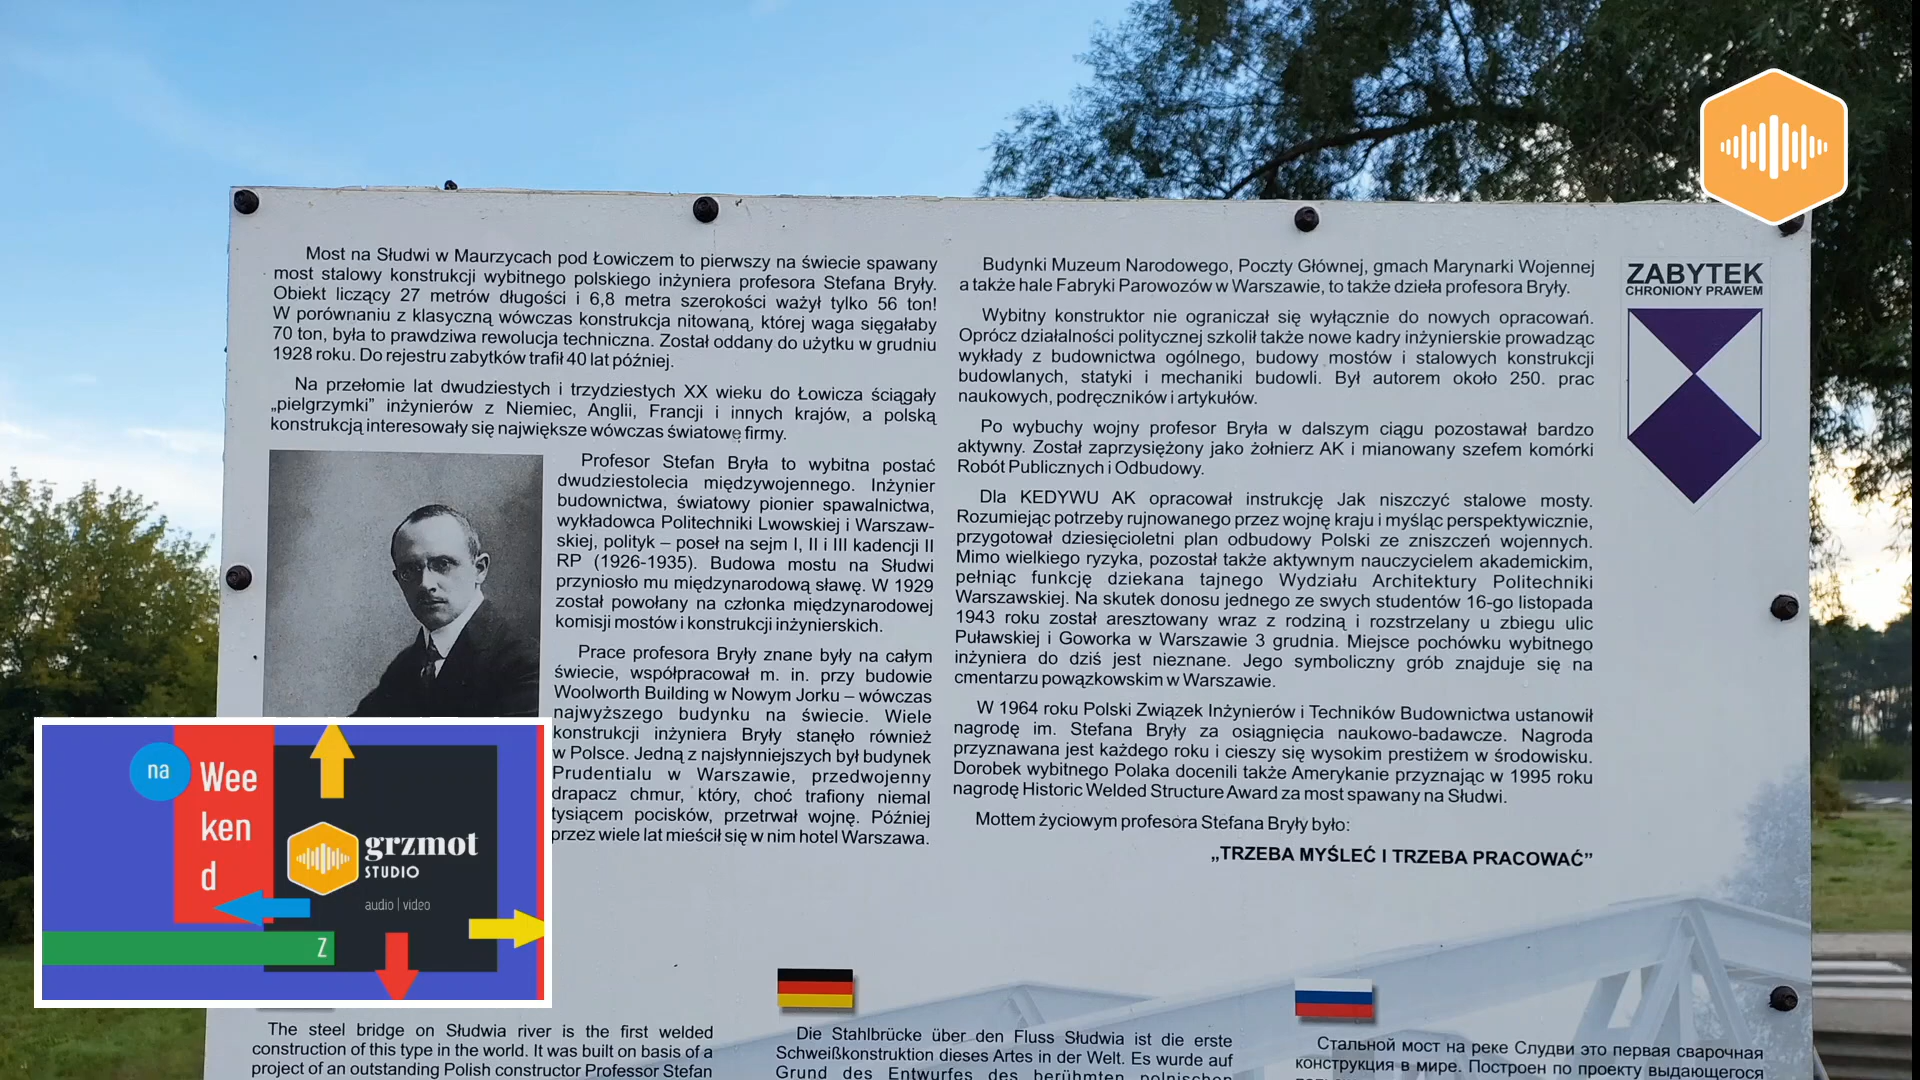 Most na Słudwi w Maurzycach pod Łowiczem to pierwszy na świecie spawany
most stalowy konstrukcji wybitnego polskiego inżyniera profesora Stefana Bryły.
Obiekt liczący 27 metrów długości i 6,8 metra szerokości ważył tylko 56 ton!
W porównaniu z klasyczną wówczas konstrukcja nitowaną, której waga sięgałaby
70 ton, była to prawdziwa rewolucja techniczna. Został oddany do użytku w grudniu
1928 roku. Do rejestru zabytków trafił 40 lat później.
Na przełomie lat dwudziestych i trzydziestych XX wieku do Łowicza ściągały
„pielgrzymki” inżynierów z Niemiec, Anglii, Francji i innych krajów, a polską
konstrukcją interesowały się największe wówczas światowe firmy.
Profesor Stefan Bryła to wybitna postać
dwudziestolecia międzywojennego. Inżynier
budownictwa, światowy pionier spawalnictwa,
wykładowca Politechniki Lwowskiej i Warszaw-
skiej, polityk – poseł na sejm I, II i III kadencji II
RP (1926-1935). Budowa mostu na Słudwi
przyniosło mu międzynarodową sławę. W 1929
został powołany na członka międzynarodowej
komisji mostów i konstrukcji inżynierskich.
Prace profesora Bryły znane były na całym
świecie, współpracował m. in. przy budowie
Woolworth Building w Nowym Jorku – wówczas
najwyższego budynku na świecie. Wiele
konstrukcji inżyniera Bryły stanęło również
w Polsce. Jedną z najsłynniejszych był budynek
Prudentialu w Warszawie, przedwojenny
drapacz chmur, który, choć trafiony niemal
tysiącem pocisków, przetrwał wojnę. Później
przez wiele lat mieścił się w nim hotel Warszawa.
Budynki Muzeum Narodowego, Poczty Głównej, gmach Marynarki Wojennej
a także hale Fabryki Parowozów w Warszawie, to także dzieła profesora Bryły.
Wybitny konstruktor nie ograniczał się wyłącznie do nowych opracowań.
Oprócz działalności politycznej szkolił także nowe kadry inżynierskie prowadząc
wykłady z budownictwa ogólnego, budowy mostów i stalowych konstrukcji
budowlanych, statyki i mechaniki budowli. Był autorem około 250. prac
naukowych, podręczników i artykułów.
Po wybuchy wojny profesor Bryła w dalszym ciągu pozostawał bardzo
aktywny. Został zaprzysiężony jako żołnierz AK i mianowany szefem komórki
Robót Publicznych i Odbudowy.
Dla KEDYWU AK opracował instrukcję Jak niszczyć stalowe mosty.
Rozumiejąc potrzeby rujnowanego przez wojnę kraju i myśląc perspektywicznie,
przygotował dziesięcioletni plan odbudowy Polski ze zniszczeń wojennych.
Mimo wielkiego ryzyka, pozostał także aktywnym nauczycielem akademickim,
pełniąc funkcję dziekana tajnego Wydziału Architektury Politechniki
Warszawskiej. Na skutek donosu jednego ze swych studentów 16-go listopada
1943 roku został aresztowany wraz z rodziną i rozstrzelany u zbiegu ulic
Puławskiej i Goworka w Warszawie 3 grudnia. Miejsce pochówku wybitnego
inżyniera do dziś jest nieznane. Jego symboliczny grób znajduje się na
cmentarzu powązkowskim w Warszawie.
W 1964 roku Polski Związek Inżynierów i Techników Budownictwa ustanowił
nagrodę im. Stefana Bryły za osiągnięcia naukowo-badawcze. Nagroda
przyznawana jest każdego roku i cieszy się wysokim prestiżem w środowisku.
Dorobek wybitnego Polaka docenili także Amerykanie przyznając w 1995 roku
nagrodę Historic Welded Structure Award za most spawany na Słudwi.
Mottem życiowym profesora Stefana Bryły było:
„TRZEBA MYŚLEĆ I TRZEBA PRACOWAĆ”
ZABYTEK
CHRONIONY PRAWEM
na
Wee
ken
d
grzmot
STUDIO
audio | video
Z
The steel bridge on Słudwia river is the first welded
construction of this type in the world. It was built on basis of a
project of an outstanding Polish constructor Professor Stefan
Die Stahlbrücke über den Fluss Słudwia ist die erste
Schweißkonstruktion dieses Artes in der Welt. Es wurde auf
Grund des Entwurfes des berühmten polnischen
Стальной мост на реке Слудви это первая сварочная
конструкция в мире. Построен по проекту выдающегося